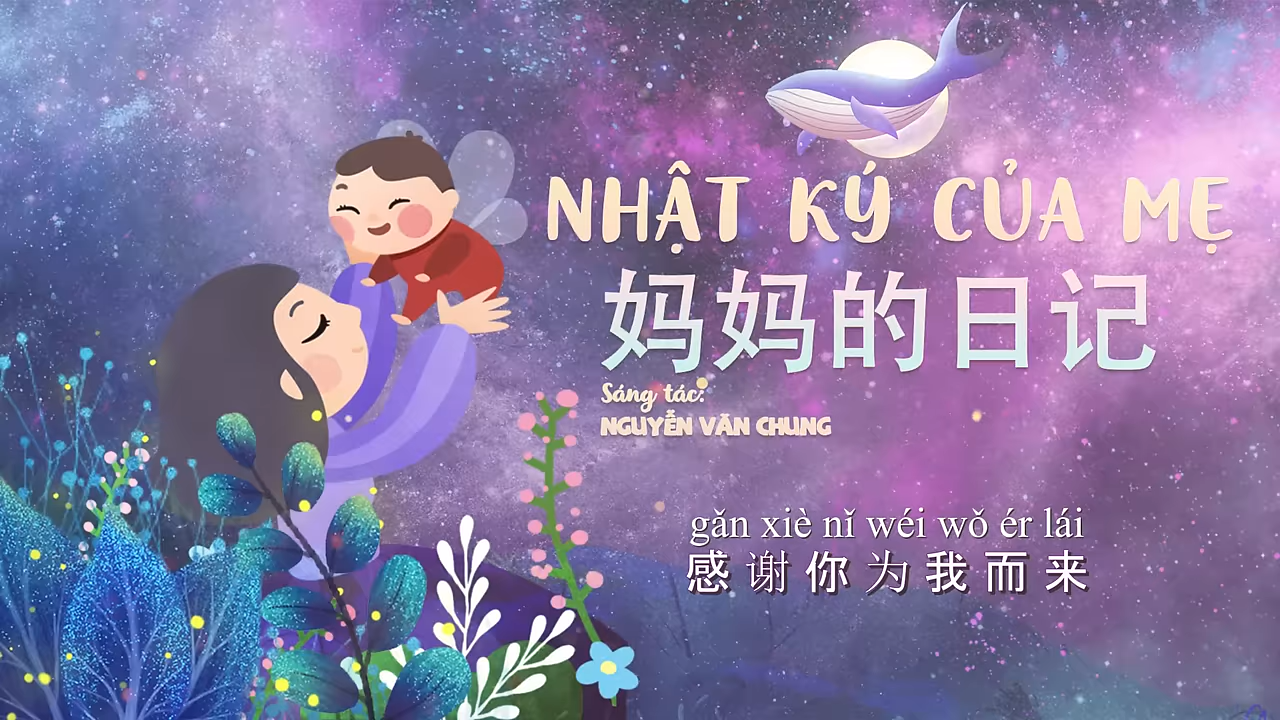 NHẬT KÝ CỦA MẸ
妈妈的日记
Sáng tác:
NGUYỄN VĂN CHUNG
gǎn xiè nǐ wéi wǒ ér lái
感谢你为我而来